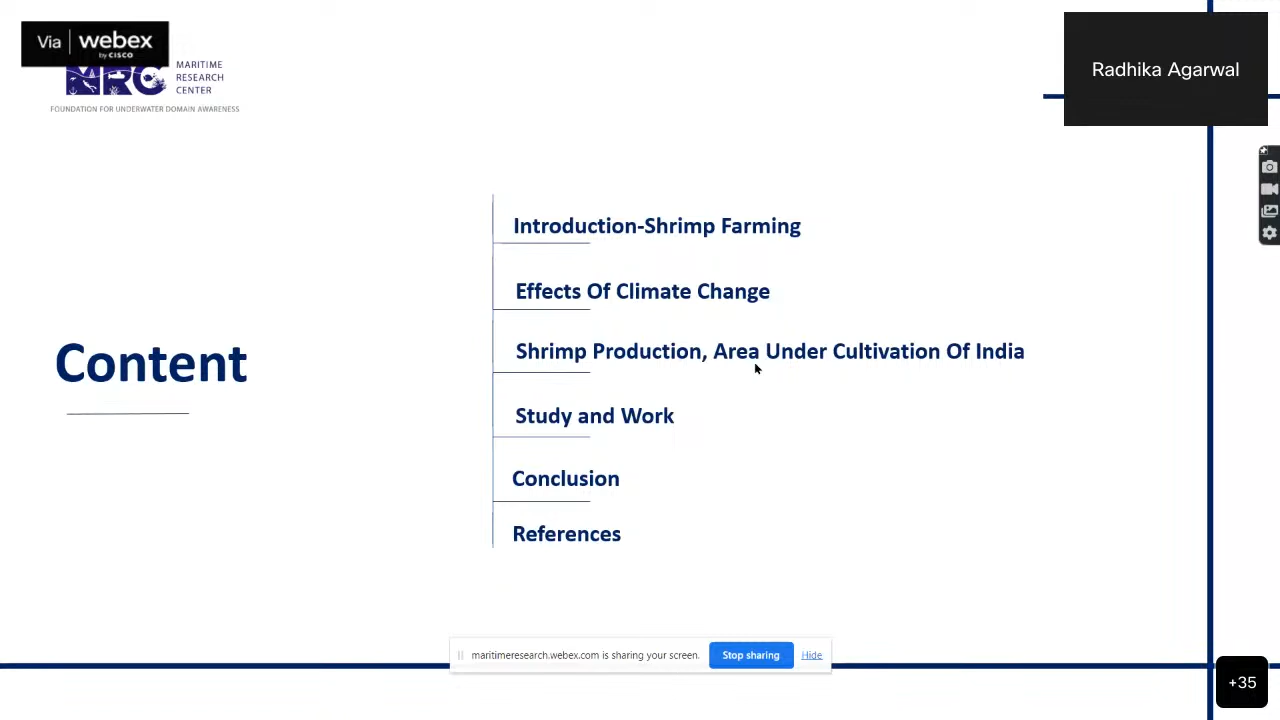 Via webex
by CISCO
MRC
MARITIME
RESEARCH
CENTER
FOUNDATION FOR UNDERWATER DOMAIN AWARENESS
Radhika Agarwal
Introduction-Shrimp Farming
Effects Of Climate Change
Shrimp Production, Area Under Cultivation Of India
Content
Study and Work
Conclusion
References
maritimeresearch.webex.com is sharing your screen. Stop sharing Hide
+35